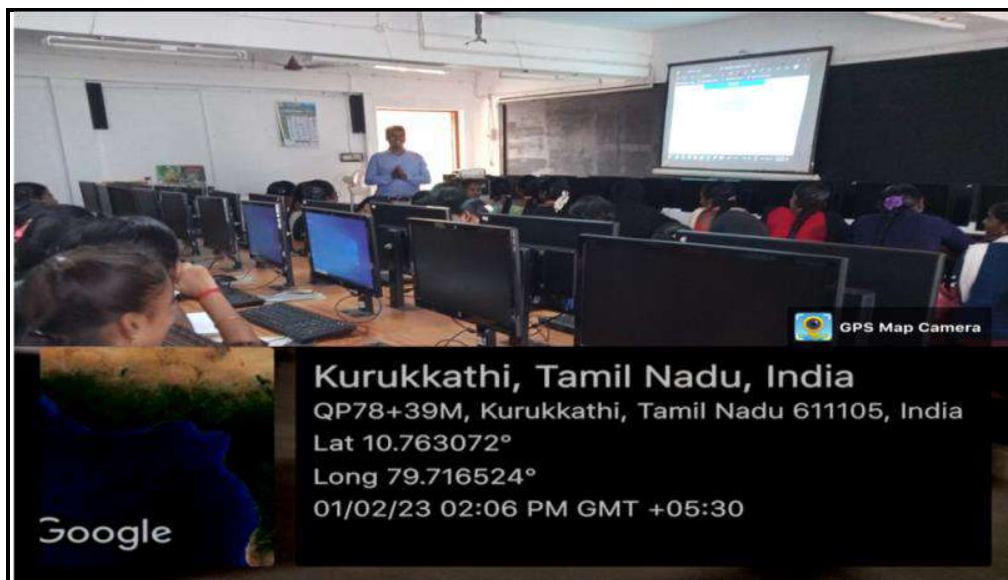 GPS Map Camera
Kurukkathi, Tamil Nadu, India
QP78+39M, Kurukkathi, Tamil Nadu 611105, India
Lat 10.763072°
Long 79.716524°
01/02/23 02:06 PM GMT +05:30
Google